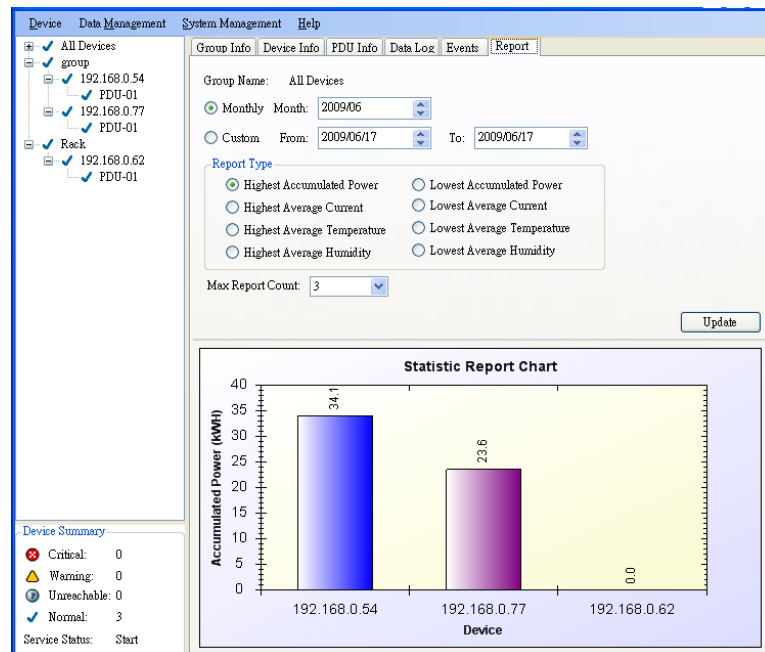 Device Data Management System Management Help
All Devices
group
192.168.0.54
PDU-01
192.168.0.77
PDU-01
Rack
192.168.0.62
PDU-01
Group Info Device Info PDU Info Data Log Events Report
Group Name: All Devices
Monthly Month: 2009/06
Custom From: 2009/06/17 To: 2009/06/17
Report Type
Highest Accumulated Power Lowest Accumulated Power
Highest Average Current Lowest Average Current
Highest Average Temperature Lowest Average Temperature
Highest Average Humidity Lowest Average Humidity
Max Report Count: 3
Update
Statistic Report Chart
Accumulated Power (kWH)
40
35
30
25
20
15
10
5
0
34.1
23.6
0.0
192.168.0.54 192.168.0.77 192.168.0.62
Device
Device Summary
Critical: 0
Warning: 0
Unreachable: 0
Normal: 3
Service Status: Start